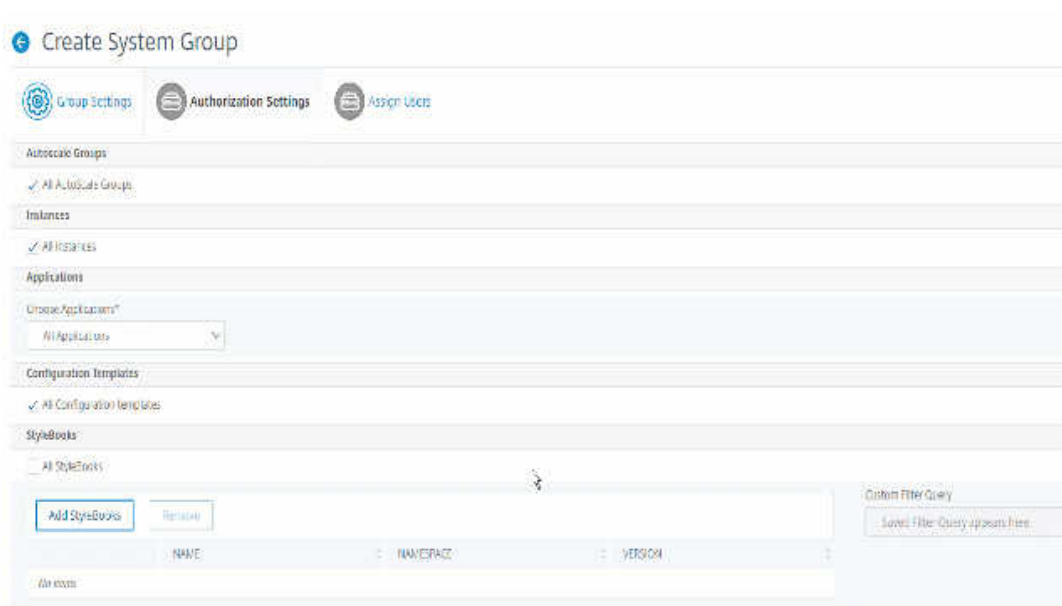 Create System Group
Group Settings
Authorization Settings
Assign Users
Autoscale Groups
All AutoScale Groups
Instances
All Instances
Applications
Choose Applications*
All Applications
Configuration Templates
All Configuration templates
StyleBooks
All StyleBooks
Add StyleBooks
Remove
Custom Filter Query
Saved Filter Query appears here
NAME
NAMESPACE
VERSION
No items